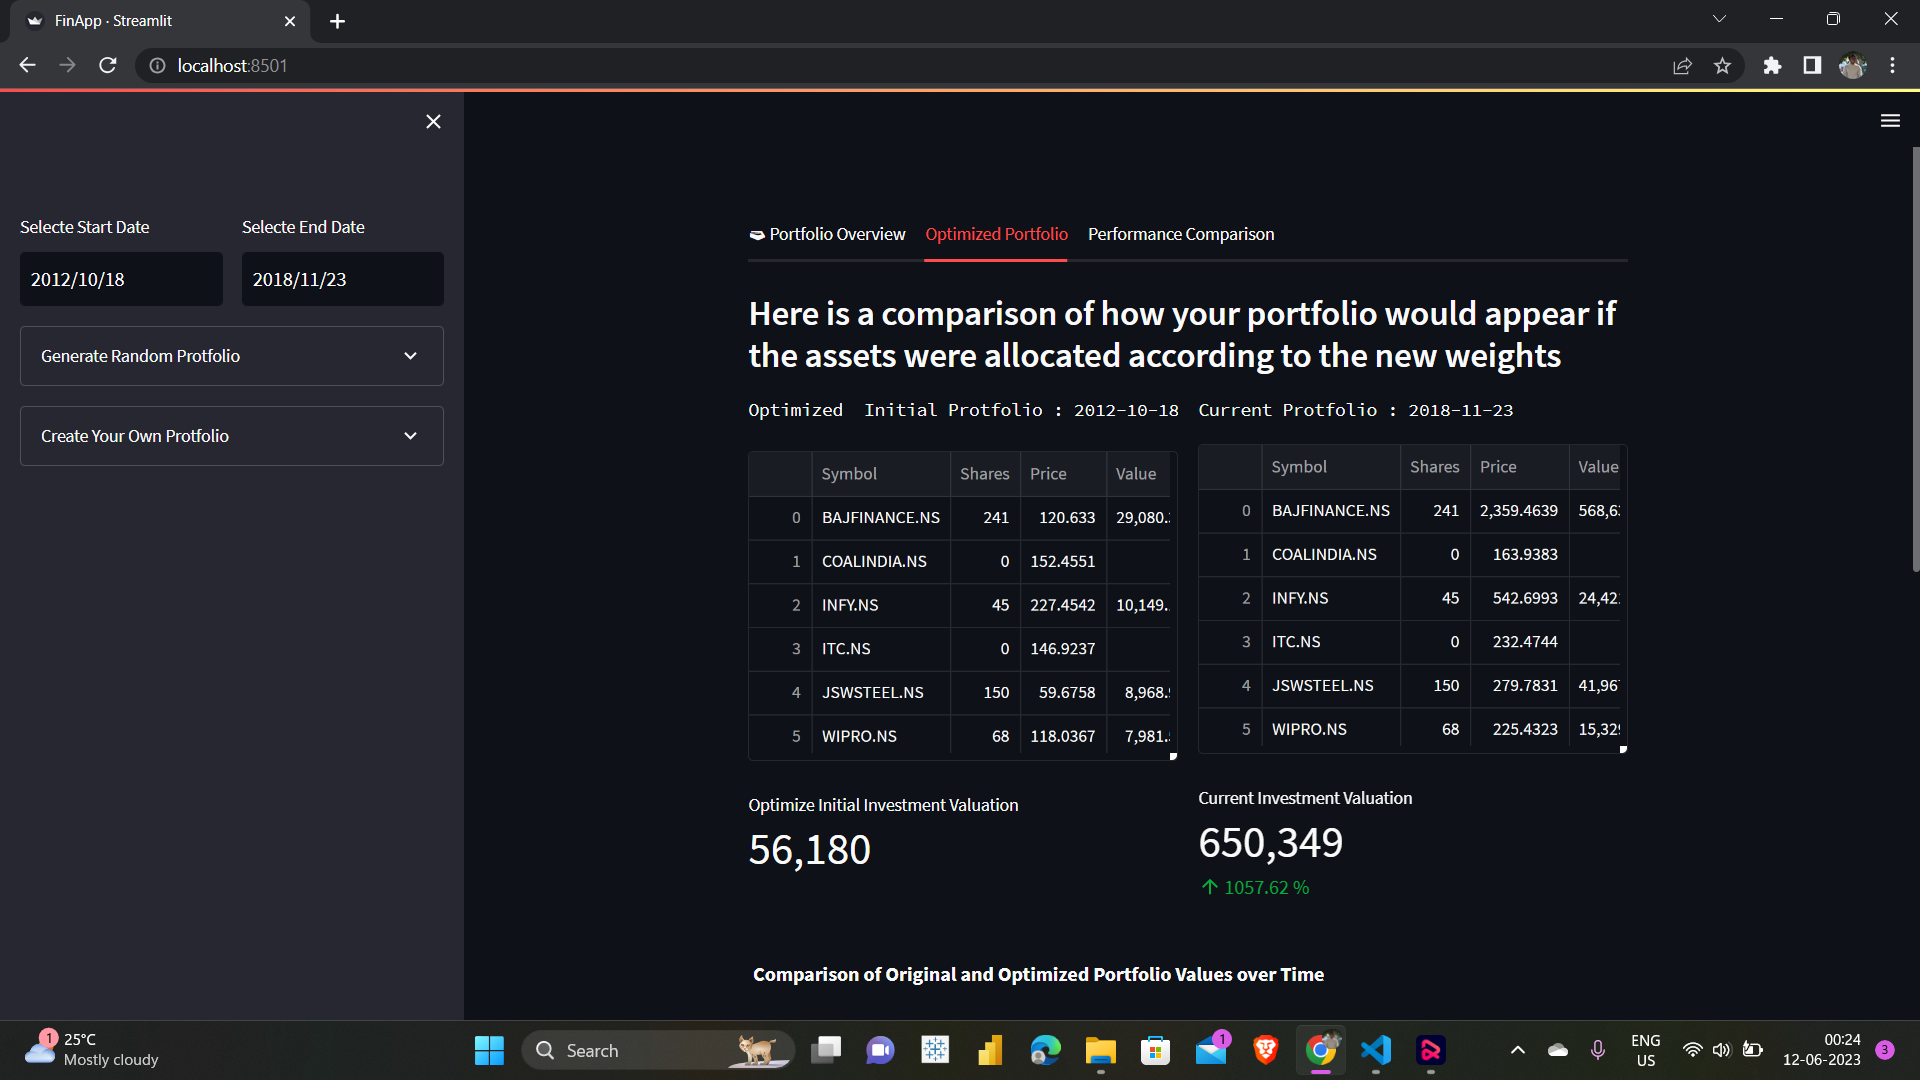 FinApp · Streamlit
localhost:8501
Selecte Start Date
Selecte End Date
2012/10/18
2018/11/23
Generate Random Protfolio
Create Your Own Protfolio
Portfolio Overview
Optimized Portfolio
Performance Comparison
Here is a comparison of how your portfolio would appear if
the assets were allocated according to the new weights
Optimized  Initial Protfolio : 2012-10-18
Symbol Shares Price Value
0 BAJFINANCE.NS 241 120.633 29,080.
1 COALINDIA.NS 0 152.4551
2 INFY.NS 45 227.4542 10,149.
3 ITC.NS 0 146.9237
4 JSWSTEEL.NS 150 59.6758 8,968.
5 WIPRO.NS 68 118.0367 7,981.
Optimize Initial Investment Valuation
56,180
Current Protfolio : 2018-11-23
Symbol Shares Price Value
0 BAJFINANCE.NS 241 2,359.4639 568,6
1 COALINDIA.NS 0 163.9383
2 INFY.NS 45 542.6993 24,42
3 ITC.NS 0 232.4744
4 JSWSTEEL.NS 150 279.7831 41,96
5 WIPRO.NS 68 225.4323 15,32
Current Investment Valuation
650,349
↑ 1057.62 %
Comparison of Original and Optimized Portfolio Values over Time
1
25°C
Mostly cloudy
Search
1
ENG
US
00:24
12-06-2023
3